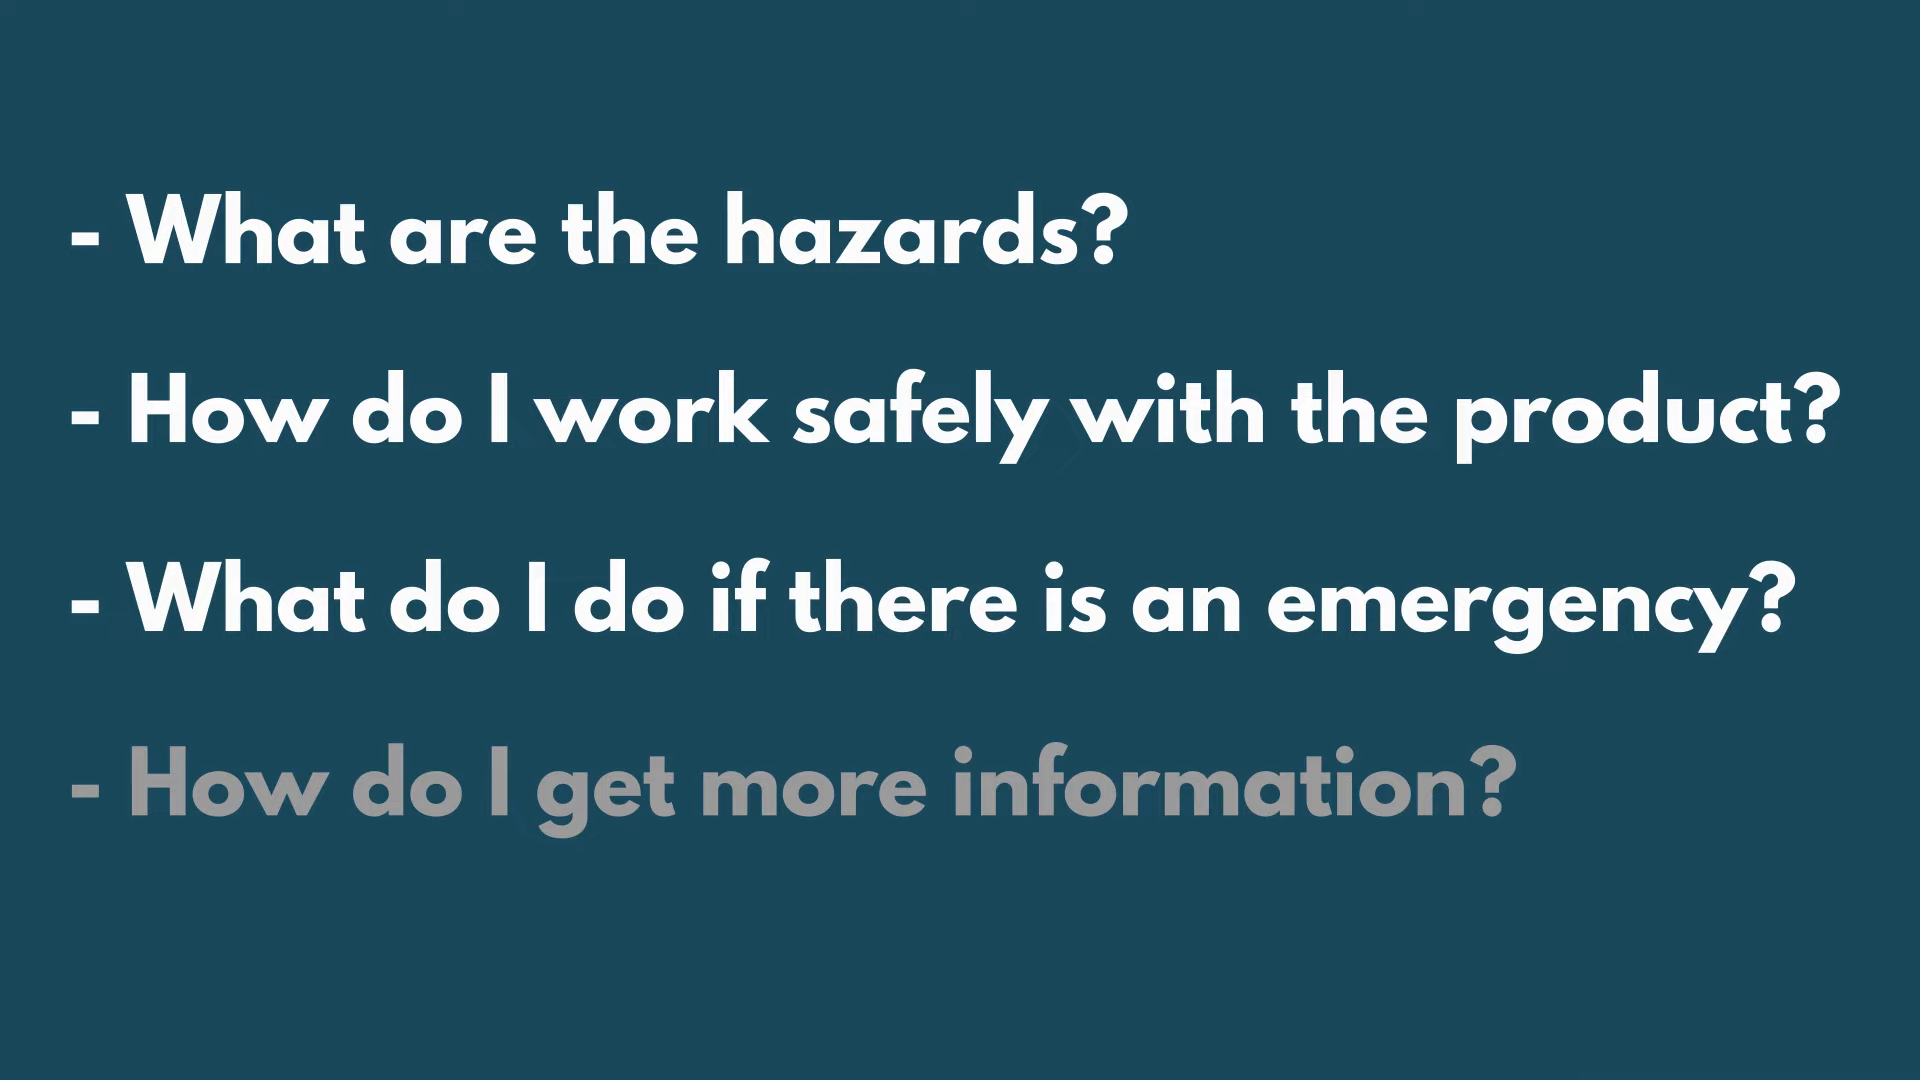 - What are the hazards?
- How do I work safely with the product?
- What do I do if there is an emergency?
- How do I get more information?